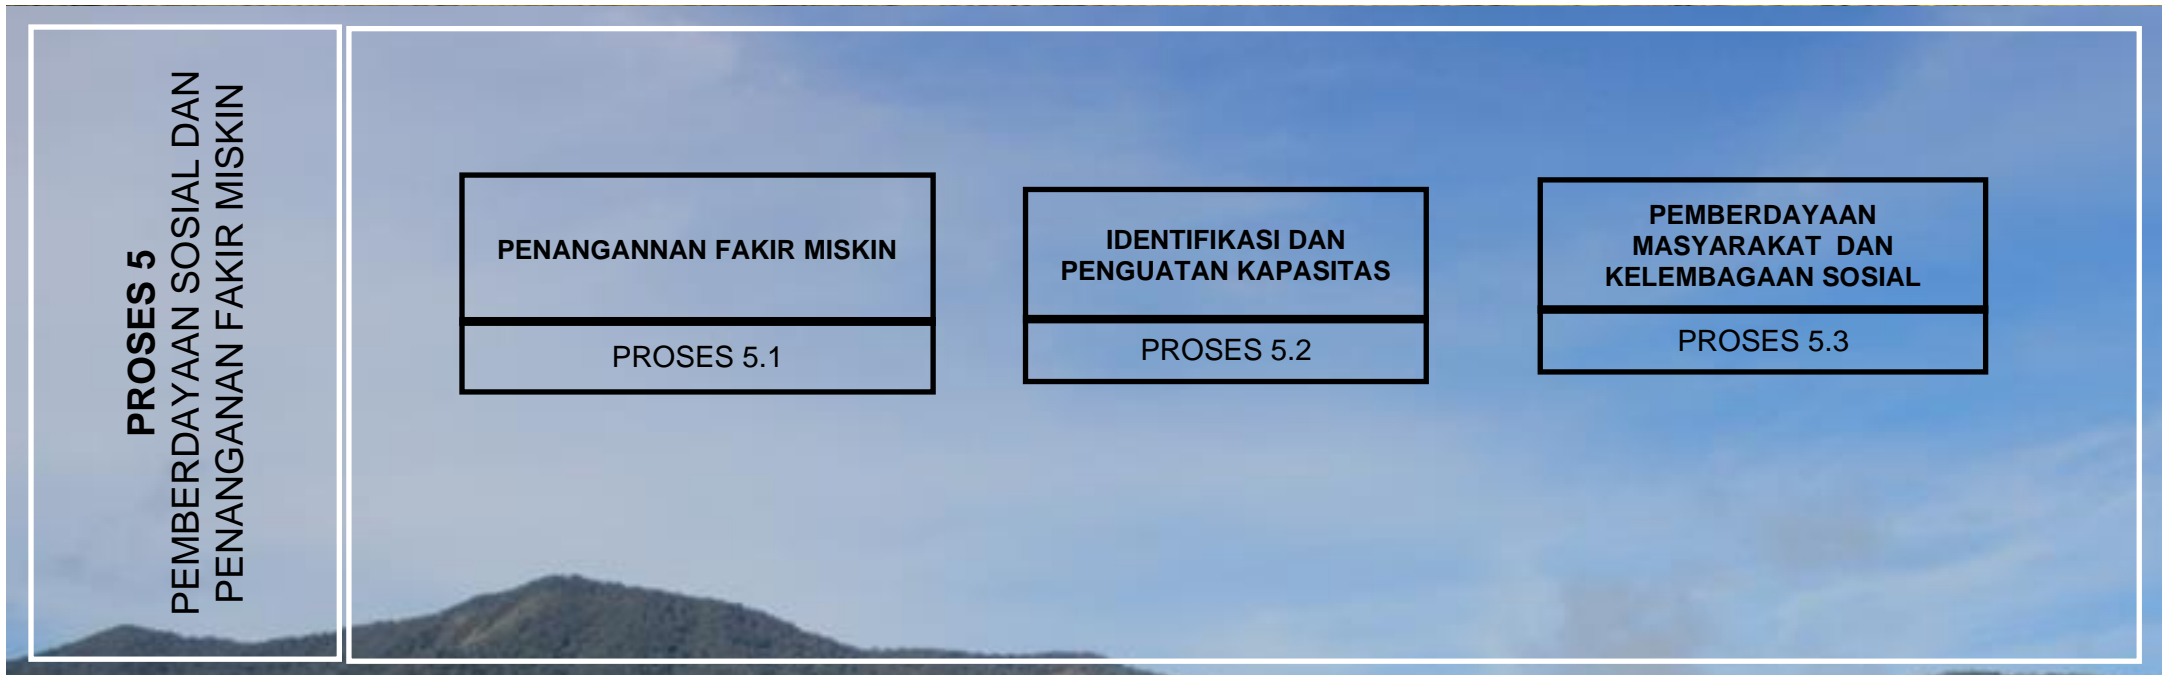 PROSES 5
PEMBERDAYAAN SOSIAL DAN
PENANGANAN FAKIR MISKIN
PENANGANNAN FAKIR MISKIN
PROSES 5.1
IDENTIFIKASI DAN
PENGUATAN KAPASITAS
PROSES 5.2
PEMBERDAYAAN
MASYARAKAT DAN
KELEMBAGAAN SOSIAL
PROSES 5.3